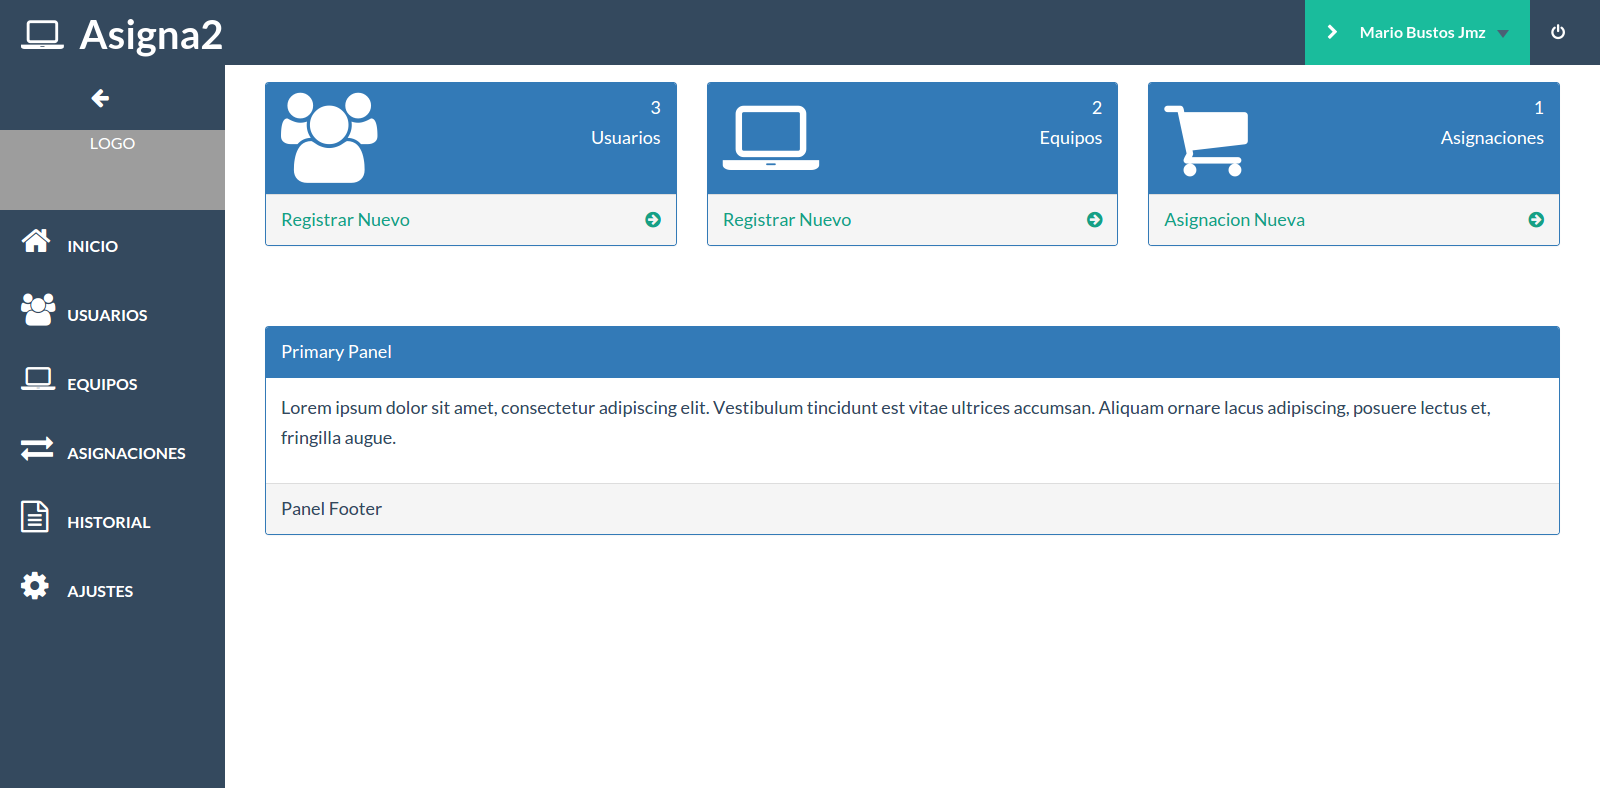 Asigna2
Mario Bustos Jmz
LOGO
INICIO
USUARIOS
EQUIPOS
ASIGNACIONES
HISTORIAL
AJUSTES
3
Usuarios
Registrar Nuevo
2
Equipos
Registrar Nuevo
1
Asignaciones
Asignacion Nueva
Primary Panel
Lorem ipsum dolor sit amet, consectetur adipiscing elit. Vestibulum tincidunt est vitae ultrices accumsan. Aliquam ornare lacus adipiscing, posuere lectus et,
fringilla augue.
Panel Footer